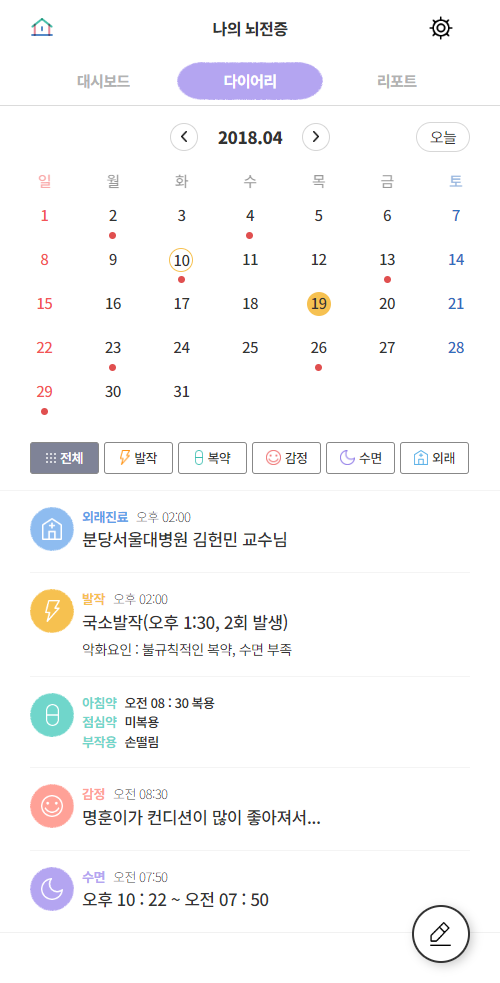 나의 뇌전증
대시보드 다이어리 리포트
2018.04 오늘
일 월 화 수 목 금 토
1 2 3 4 5 6 7
8 9 10 11 12 13 14
15 16 17 18 19 20 21
22 23 24 25 26 27 28
29 30 31
전체 발작 복약 감정 수면 외래
외래진료 오후 02:00
분당서울대병원 김헌민 교수님
발작 오후 02:00
국소발작(오후 1:30, 2회 발생)
악화요인 : 불규칙적인 복약, 수면 부족
아침약 오전 08 : 30 복용
점심약 미복용
부작용 손떨림
감정 오전 08:30
명훈이가 컨디션이 많이 좋아져서...
수면 오전 07:50
오후 10 : 22 ~ 오전 07 : 50